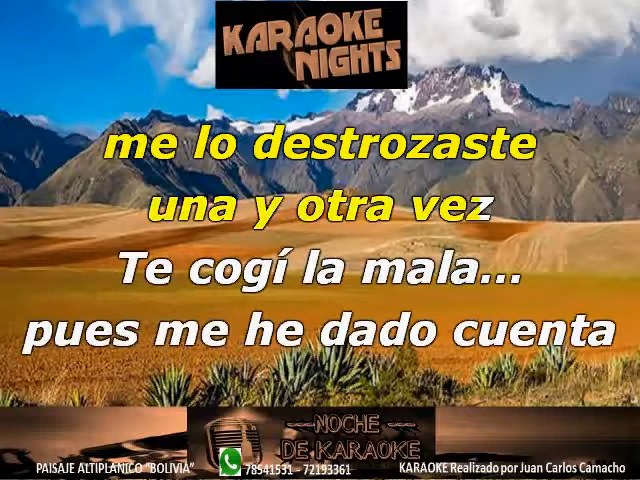 KARAOKE
NIGHTS
me lo destrozaste
una y otra vez
Te cogí la mala...
pues me he dado cuenta
NOCHE
DE KARAOKE
PAISAJE ALTIPLANICO "BOLIVIA"
78541531 - 72193361
KARAOKE Realizado por Juan Carlos Camacho